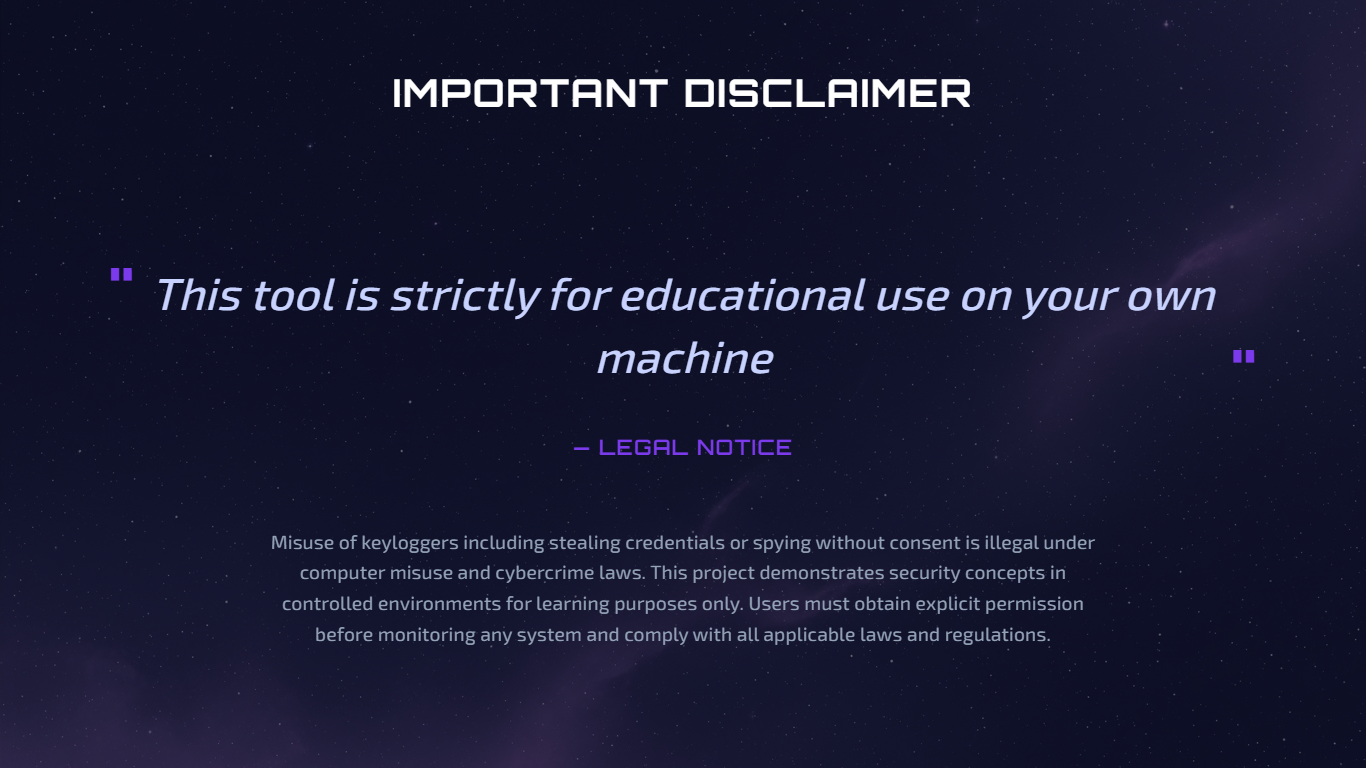 IMPORTANT DISCLAIMER
" This tool is strictly for educational use on your own
machine "
— LEGAL NOTICE
Misuse of keyloggers including stealing credentials or spying without consent is illegal under
computer misuse and cybercrime laws. This project demonstrates security concepts in
controlled environments for learning purposes only. Users must obtain explicit permission
before monitoring any system and comply with all applicable laws and regulations.